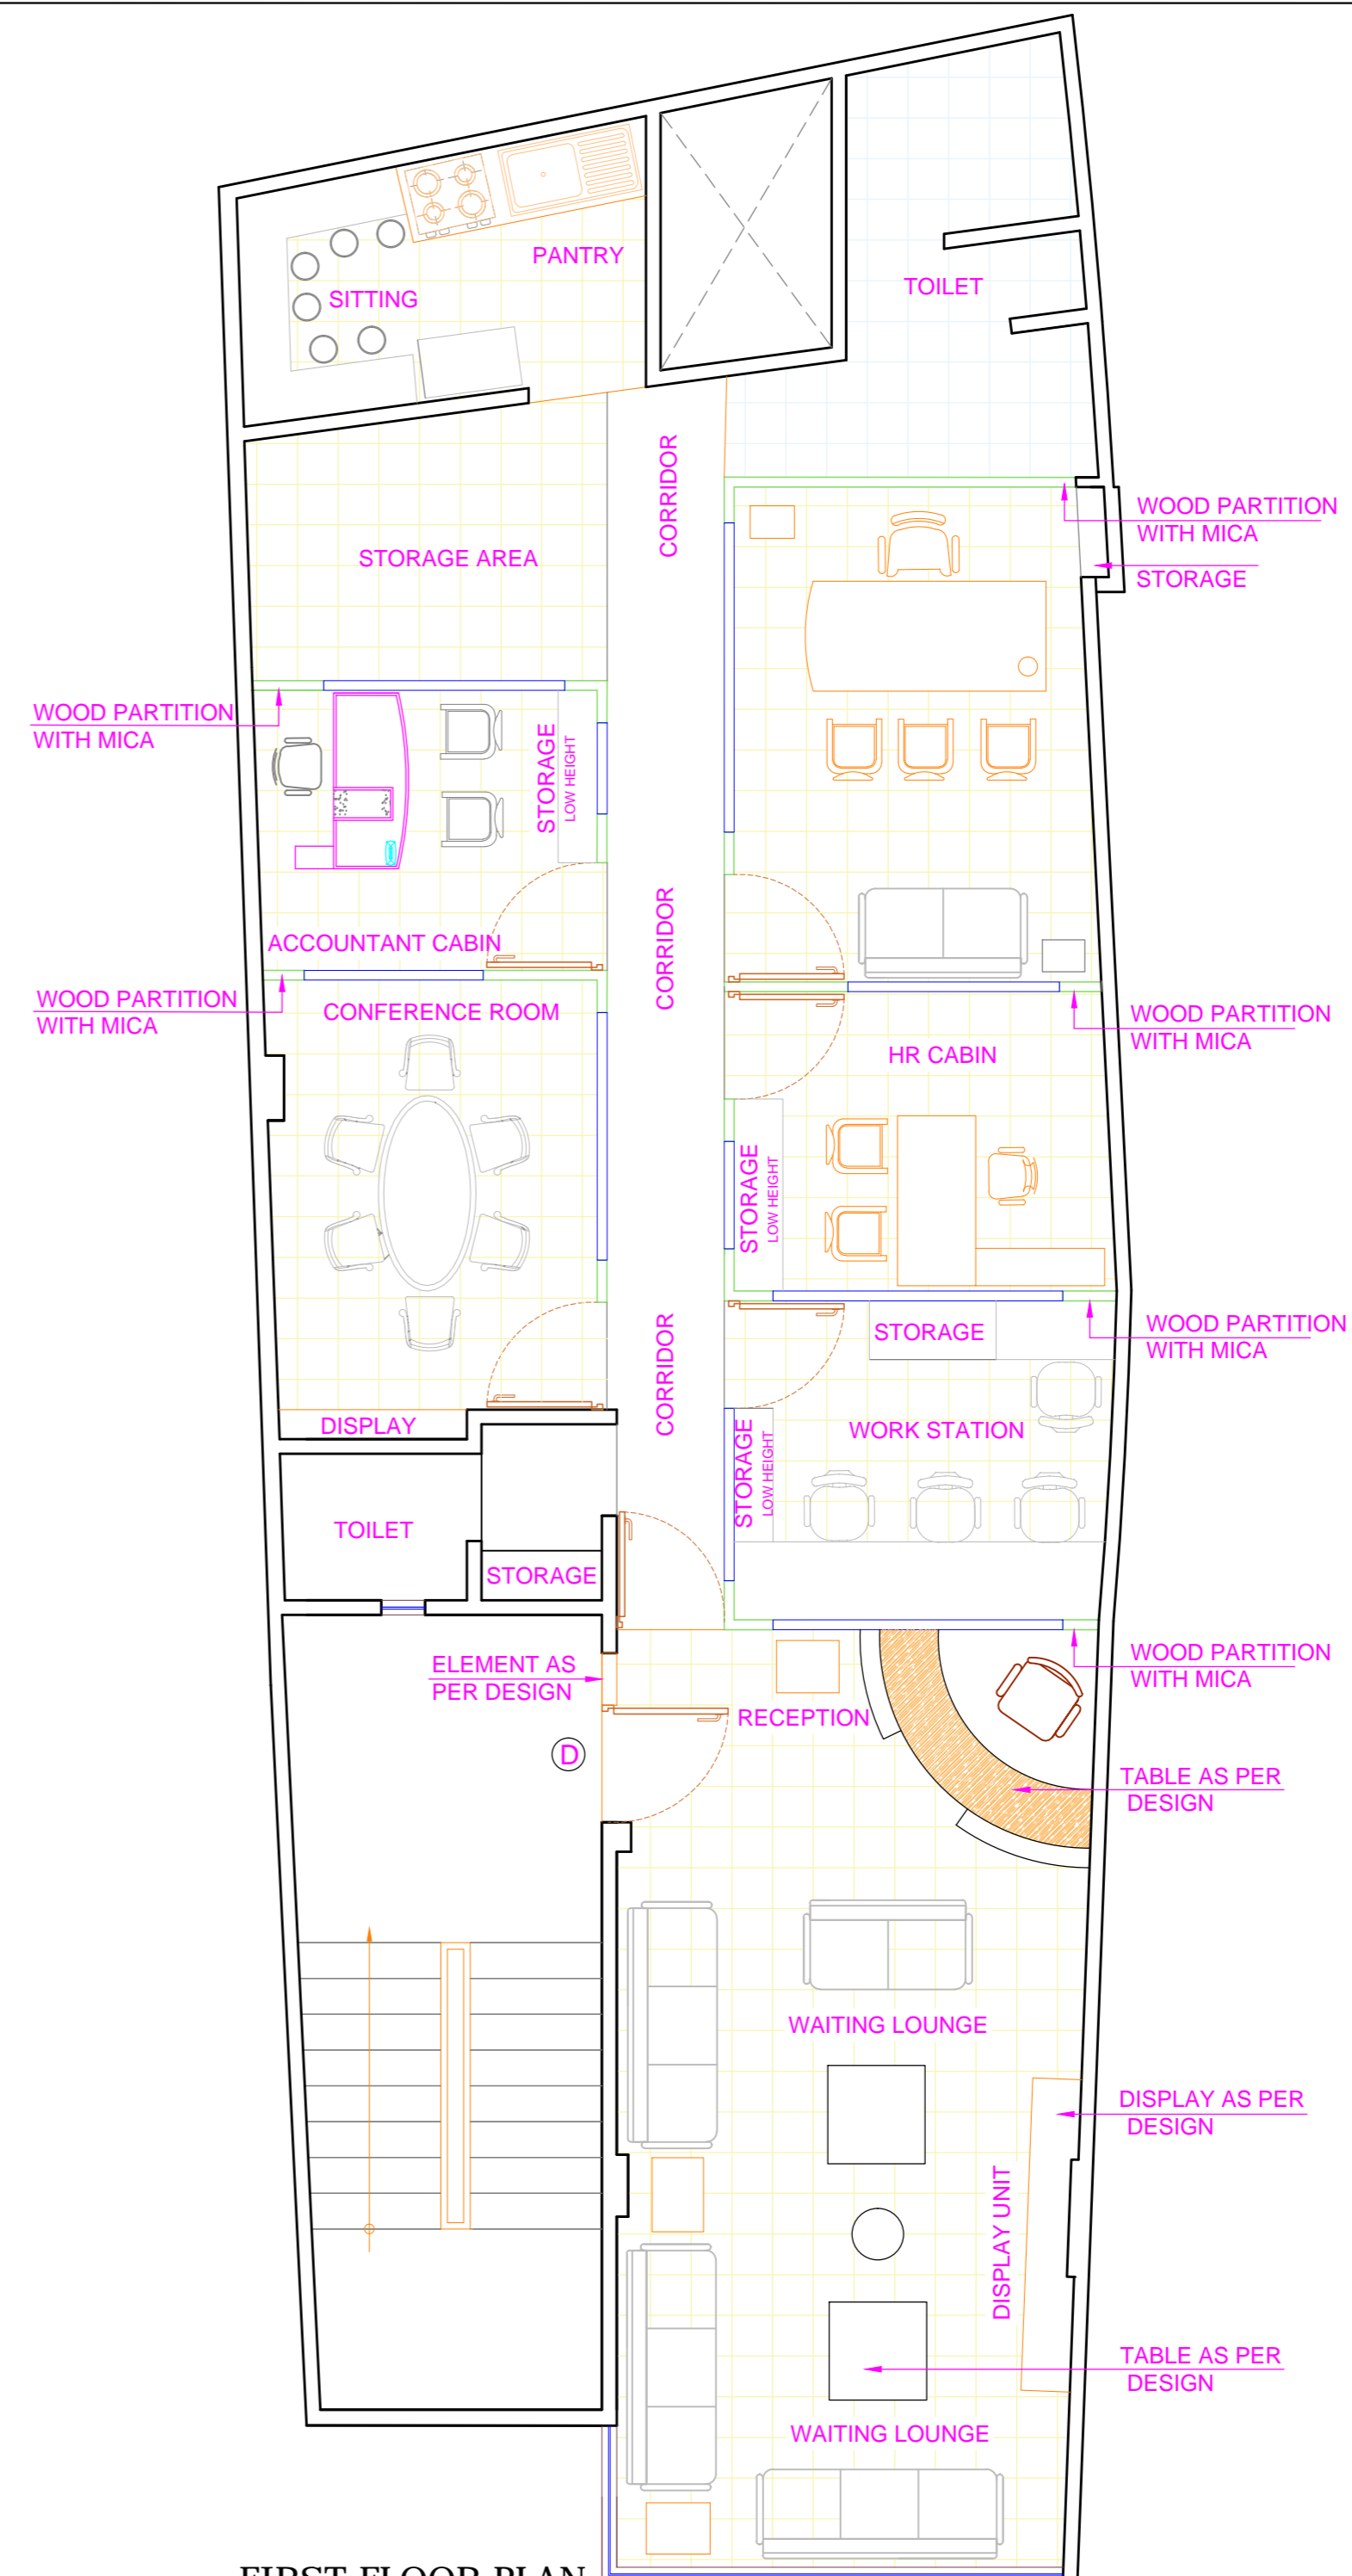 PANTRY
SITTING
TOILET
CORRIDOR
WOOD PARTITION
WITH MICA
STORAGE
STORAGE AREA
WOOD PARTITION
WITH MICA
STORAGE
LOW HEIGHT
ACCOUNTANT CABIN
CORRIDOR
WOOD PARTITION
WITH MICA
CONFERENCE ROOM
WOOD PARTITION
WITH MICA
HR CABIN
STORAGE
LOW HEIGHT
CORRIDOR
STORAGE
WOOD PARTITION
WITH MICA
DISPLAY
WORK STATION
STORAGE
LOW HEIGHT
TOILET
STORAGE
ELEMENT AS
PER DESIGN
WOOD PARTITION
WITH MICA
RECEPTION
D
TABLE AS PER
DESIGN
WAITING LOUNGE
DISPLAY AS PER
DESIGN
DISPLAY UNIT
TABLE AS PER
DESIGN
WAITING LOUNGE
FIRST FLOOR PLAN